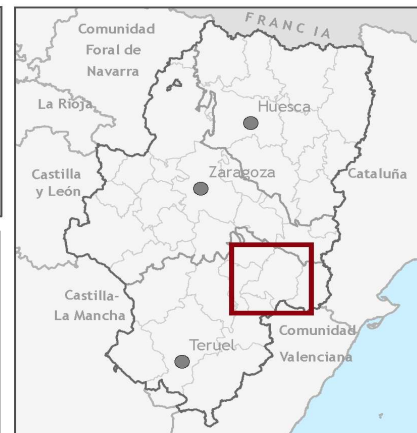 FRANCIA
Comunidad
Foral de
Navarra
La Rioja
Huesca
Castilla
y León
Zaragoza
Cataluña
Castilla-
La Mancha
Teruel
Comunidad
Valenciana